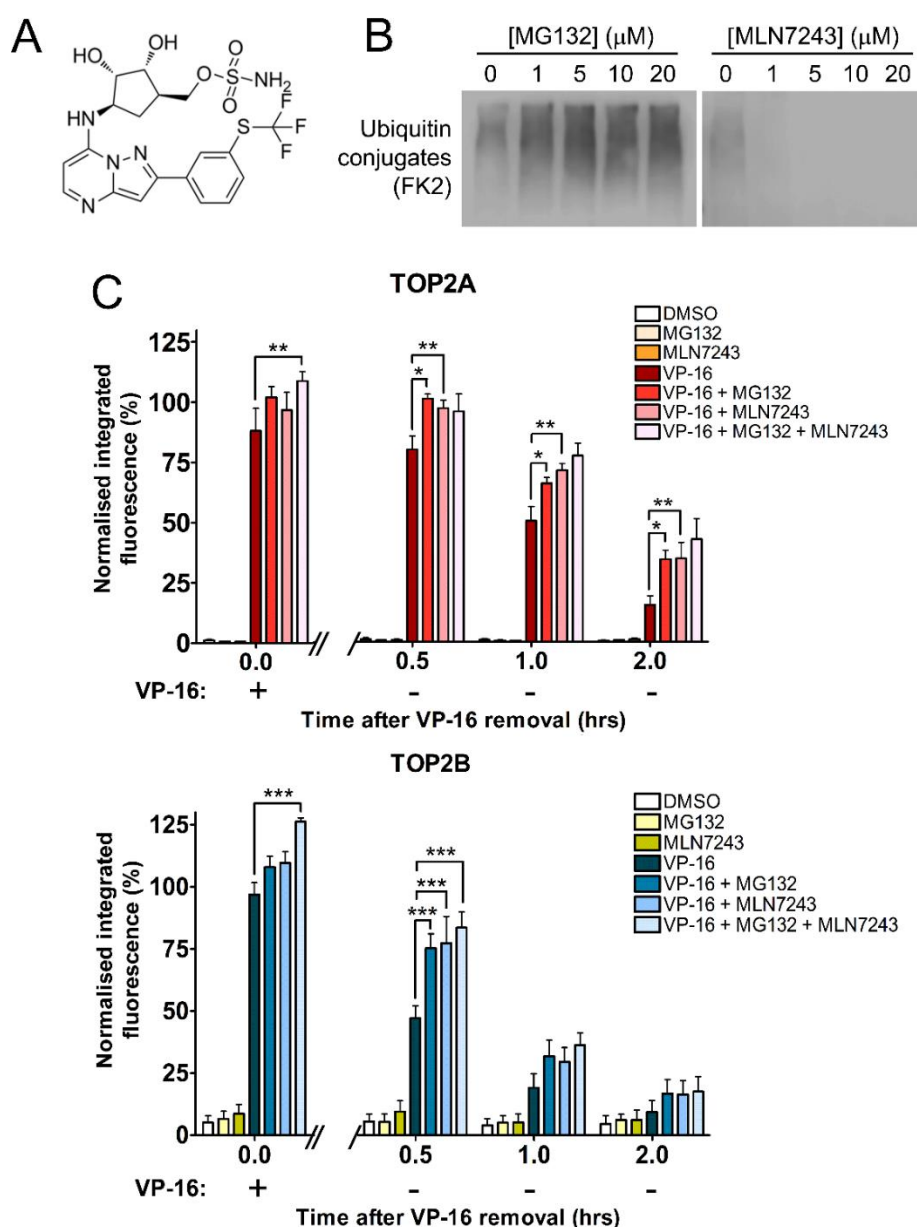 A
HO
OH
O
O
S
NH2
O
HN
S
F
F
F
N
N
N
B
[MG132] (μM)
[MLN7243] (μM)
0 1 5 10 20
0 1 5 10 20
Ubiquitin
conjugates
(FK2)
C
TOP2A
Normalised integrated
fluorescence (%)
125
100
75
50
25
0
**
* **
* **
* **
DMSO
MG132
MLN7243
VP-16
VP-16 + MG132
VP-16 + MLN7243
VP-16 + MG132 + MLN7243
0.0 0.5 1.0 2.0
VP-16: + - - -
Time after VP-16 removal (hrs)
TOP2B
Normalised integrated
fluorescence (%)
125
100
75
50
25
0
***
***
***
***
DMSO
MG132
MLN7243
VP-16
VP-16 + MG132
VP-16 + MLN7243
VP-16 + MG132 + MLN7243
0.0 0.5 1.0 2.0
VP-16: + - - -
Time after VP-16 removal (hrs)